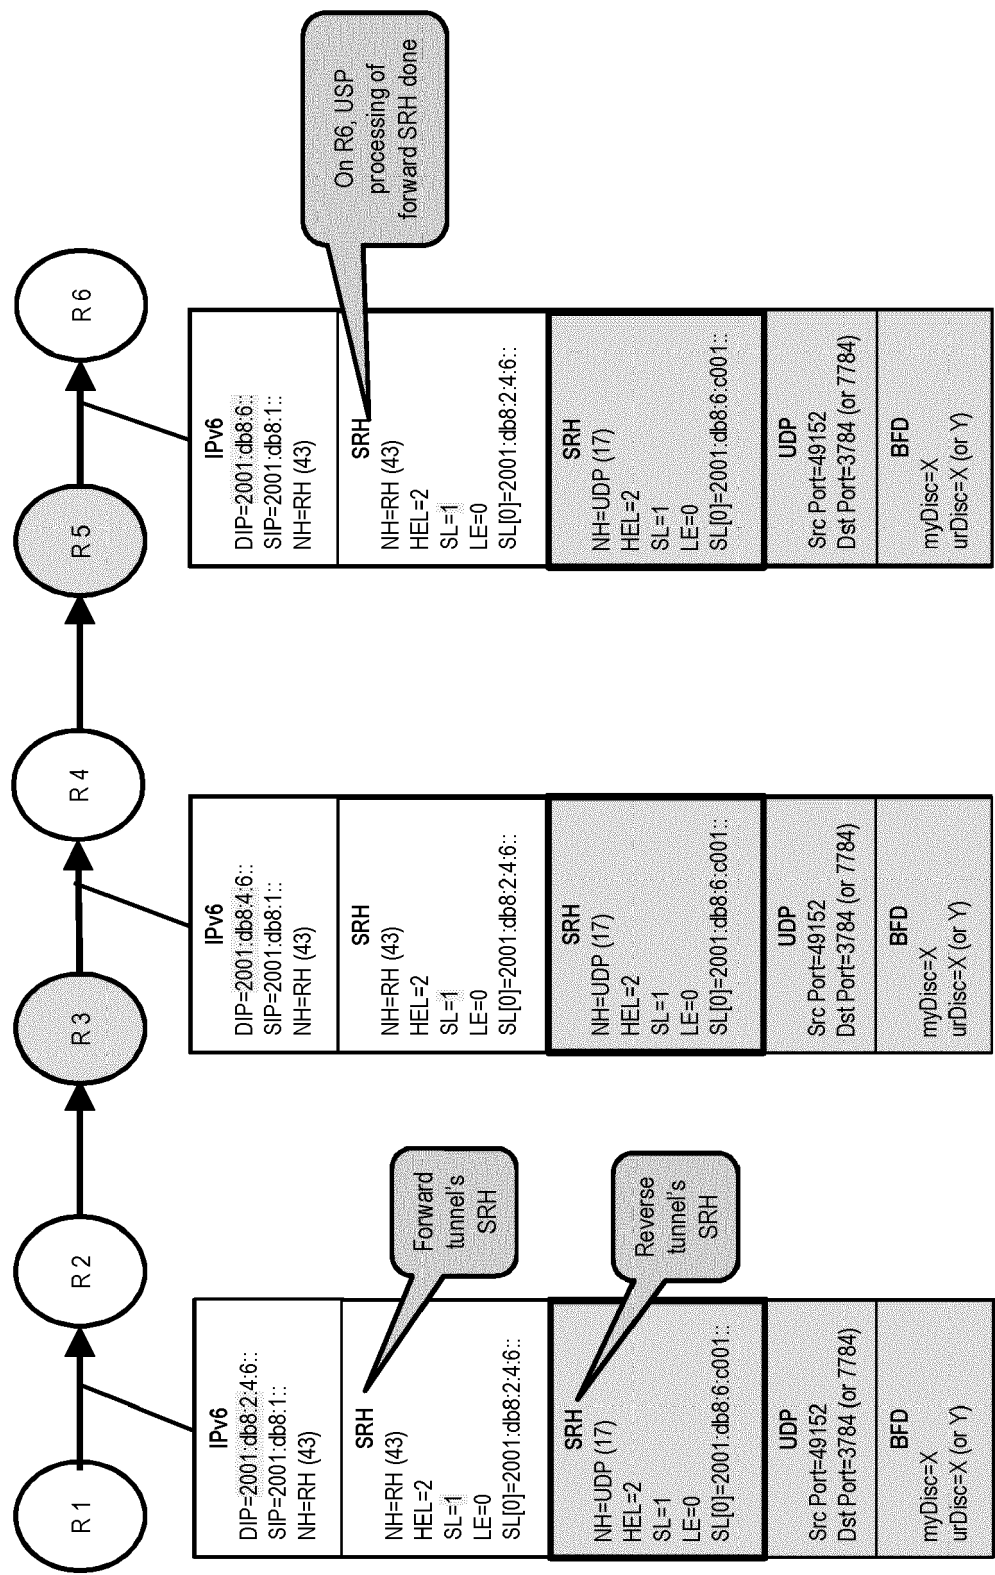 R1
R2
R3
R4
R5
R6
IPv6
DIP=2001:db8:2:4:6::
SIP=2001:db8:1::
NH=RH (43)
SRH
NH=RH (43)
HEL=2
SL=1
LE=0
SL[0]=2001:db8:2:4:6::
SRH
NH=UDP (17)
HEL=2
SL=1
LE=0
SL[0]=2001:db8:6:c001::
UDP
Src Port=49152
Dst Port=3784 (or 7784)
BFD
myDisc=X
urDisc=X (or Y)
Forward
tunnel's
SRH
Reverse
tunnel's
SRH
IPv6
DIP=2001:db8:4:6::
SIP=2001:db8:1::
NH=RH (43)
SRH
NH=RH (43)
HEL=2
SL=1
LE=0
SL[0]=2001:db8:2:4:6::
SRH
NH=UDP (17)
HEL=2
SL=1
LE=0
SL[0]=2001:db8:6:c001::
UDP
Src Port=49152
Dst Port=3784 (or 7784)
BFD
myDisc=X
urDisc=X (or Y)
IPv6
DIP=2001:db8:6::
SIP=2001:db8:1::
NH=RH (43)
SRH
NH=RH (43)
HEL=2
SL=1
LE=0
SL[0]=2001:db8:2:4:6::
SRH
NH=UDP (17)
HEL=2
SL=1
LE=0
SL[0]=2001:db8:6:c001::
UDP
Src Port=49152
Dst Port=3784 (or 7784)
BFD
myDisc=X
urDisc=X (or Y)
On R6, USP
processing of
forward SRH done